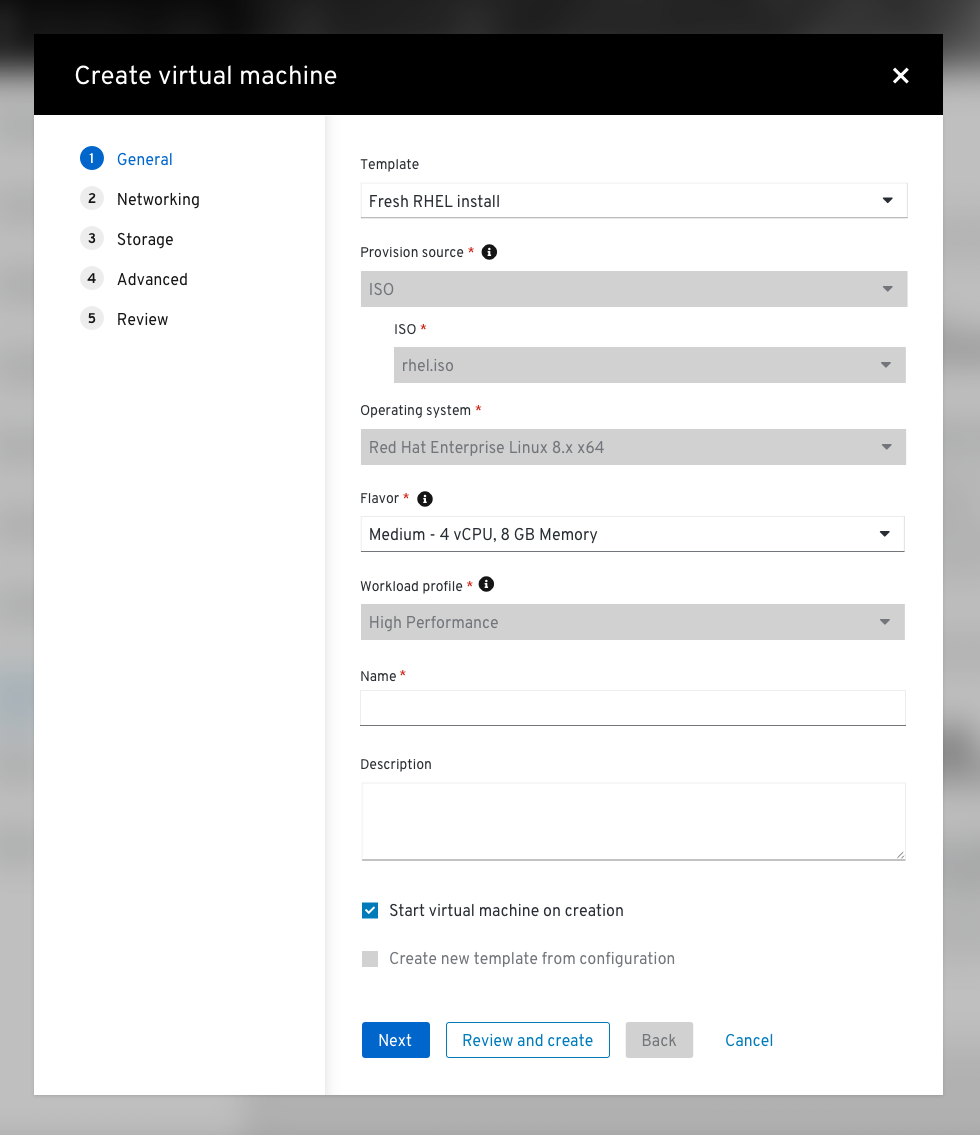 Create virtual machine
1 General
2 Networking
3 Storage
4 Advanced
5 Review
Template
Fresh RHEL install
Provision source *
ISO
ISO *
rhel.iso
Operating system *
Red Hat Enterprise Linux 8.x x64
Flavor *
Medium - 4 vCPU, 8 GB Memory
Workload profile *
High Performance
Name *
Description
Start virtual machine on creation
Create new template from configuration
Next Review and create Back Cancel